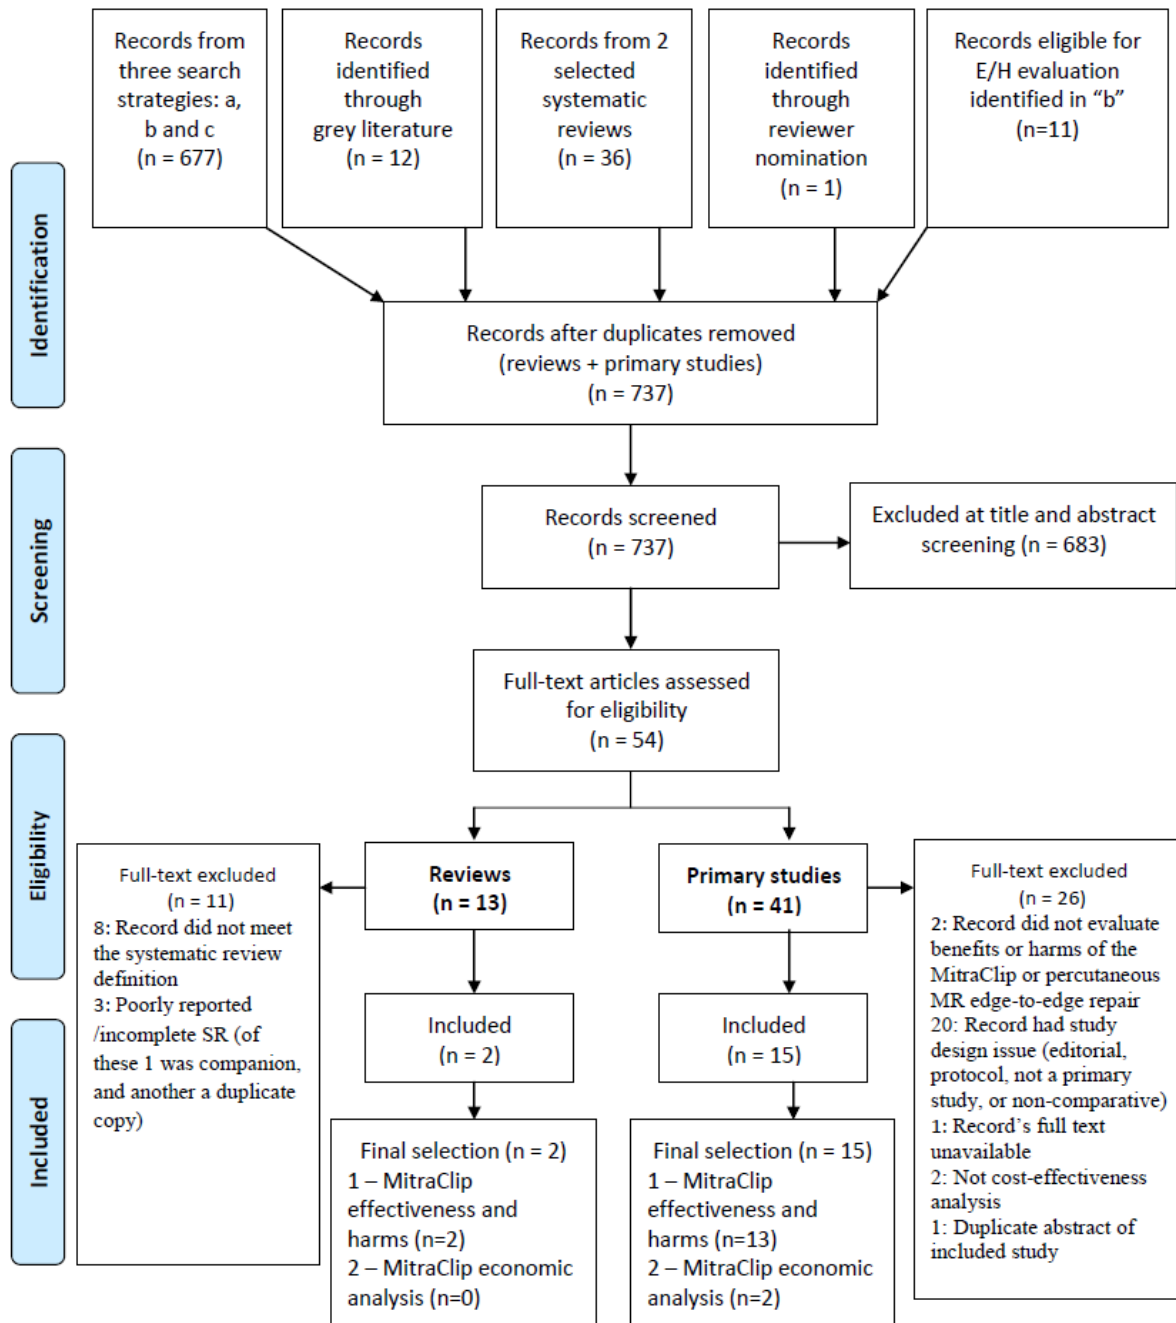 Records from
three search
strategies: a,
b and c
(n = 677)
Records
identified
through
grey literature
(n = 12)
Records from 2
selected
systematic
reviews
(n = 36)
Records
identified
through
reviewer
nomination
(n = 1)
Records eligible for
E/H evaluation
identified in “b”
(n=11)
Identification
Records after duplicates removed
(reviews + primary studies)
(n = 737)
Screening
Records screened
(n = 737)
Excluded at title and abstract
screening (n = 683)
Full-text articles assessed
for eligibility
(n = 54)
Eligibility
Full-text excluded
(n = 11)
8: Record did not meet
the systematic review
definition
3: Poorly reported
/incomplete SR (of
these 1 was companion,
and another a duplicate
copy)
Reviews
(n = 13)
Primary studies
(n = 41)
Full-text excluded
(n = 26)
2: Record did not evaluate
benefits or harms of the
MitraClip or percutaneous
MR edge-to-edge repair
20: Record had study
design issue (editorial,
protocol, not a primary
study, or non-comparative)
1: Record’s full text
unavailable
2: Not cost-effectiveness
analysis
1: Duplicate abstract of
included study
Included
Included
(n = 2)
Included
(n = 15)
Final selection (n = 2)
1 – MitraClip
effectiveness and
harms (n=2)
2 – MitraClip economic
analysis (n=0)
Final selection (n = 15)
1 – MitraClip
effectiveness and
harms (n=13)
2 – MitraClip economic
analysis (n=2)